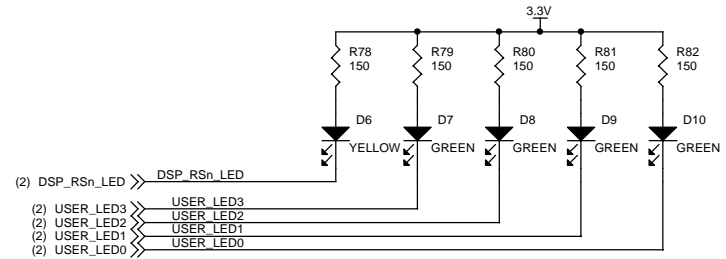 3.3V
R78 R79 R80 R81 R82
150 150 150 150 150
D6 D7 D8 D9 D10
YELLOW GREEN GREEN GREEN GREEN
(2) DSP_RSn_LED DSP_RSn_LED
(2) USER_LED3 USER_LED3
(2) USER_LED2 USER_LED2
(2) USER_LED1 USER_LED1
(2) USER_LED0 USER_LED0